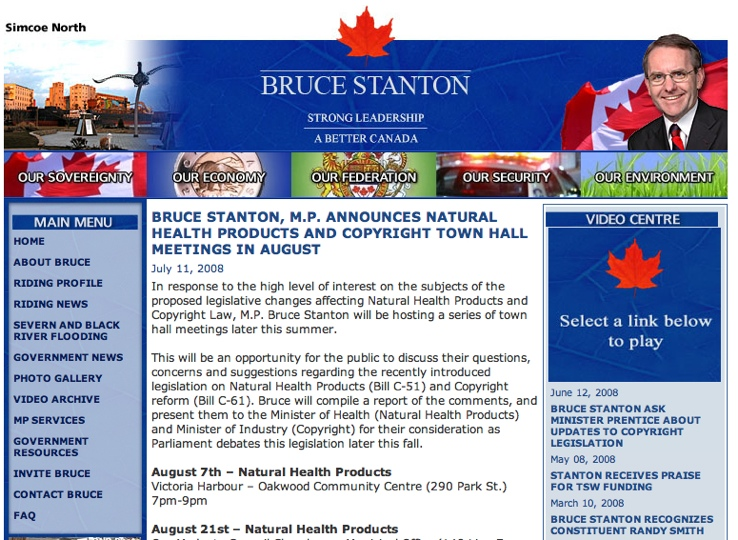 Simcoe North
BRUCE STANTON
STRONG LEADERSHIP
A BETTER CANADA
OUR SOVEREIGNTY
OUR ECONOMY
OUR FEDERATION
OUR SECURITY
OUR ENVIRONMENT
MAIN MENU
HOME
ABOUT BRUCE
RIDING PROFILE
RIDING NEWS
SEVERN AND BLACK
RIVER FLOODING
GOVERNMENT NEWS
PHOTO GALLERY
VIDEO ARCHIVE
MP SERVICES
GOVERNMENT
RESOURCES
INVITE BRUCE
CONTACT BRUCE
FAQ
BRUCE STANTON, M.P. ANNOUNCES NATURAL
HEALTH PRODUCTS AND COPYRIGHT TOWN HALL
MEETINGS IN AUGUST
July 11, 2008
In response to the high level of interest on the subjects of the
proposed legislative changes affecting Natural Health Products and
Copyright Law, M.P. Bruce Stanton will be hosting a series of town
hall meetings later this summer.
This will be an opportunity for the public to discuss their questions,
concerns and suggestions regarding the recently introduced
legislation on Natural Health Products (Bill C-51) and Copyright
reform (Bill C-61). Bruce will compile a report of the comments, and
present them to the Minister of Health (Natural Health Products)
and Minister of Industry (Copyright) for their consideration as
Parliament debates this legislation later this fall.
August 7th – Natural Health Products
Victoria Harbour – Oakwood Community Centre (290 Park St.)
7pm-9pm
August 21st – Natural Health Products
VIDEO CENTRE
Select a link below
to play
June 12, 2008
BRUCE STANTON ASK
MINISTER PRENTICE ABOUT
UPDATES TO COPYRIGHT
LEGISLATION
May 08, 2008
STANTON RECEIVES PRAISE
FOR TSW FUNDING
March 10, 2008
BRUCE STANTON RECOGNIZES
CONSTITUENT RANDY SMITH